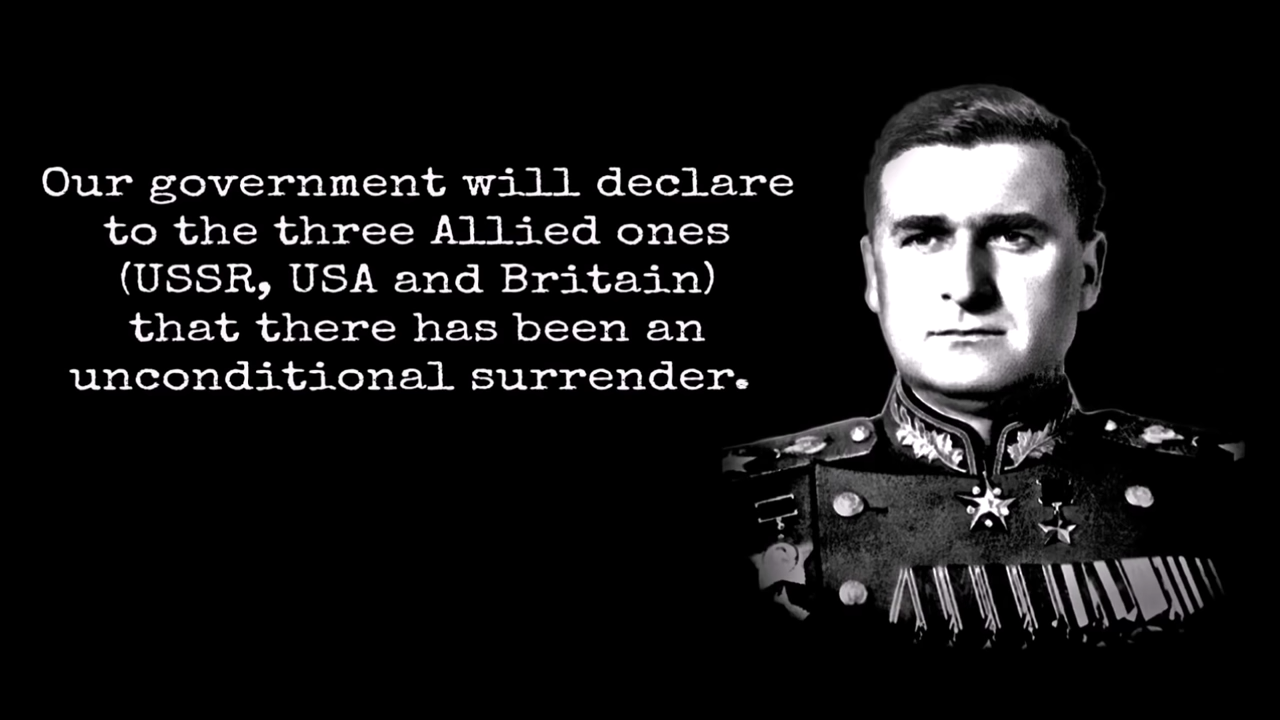 Our government will declare
to the three Allied ones
(USSR, USA and Britain)
that there has been an
unconditional surrender.